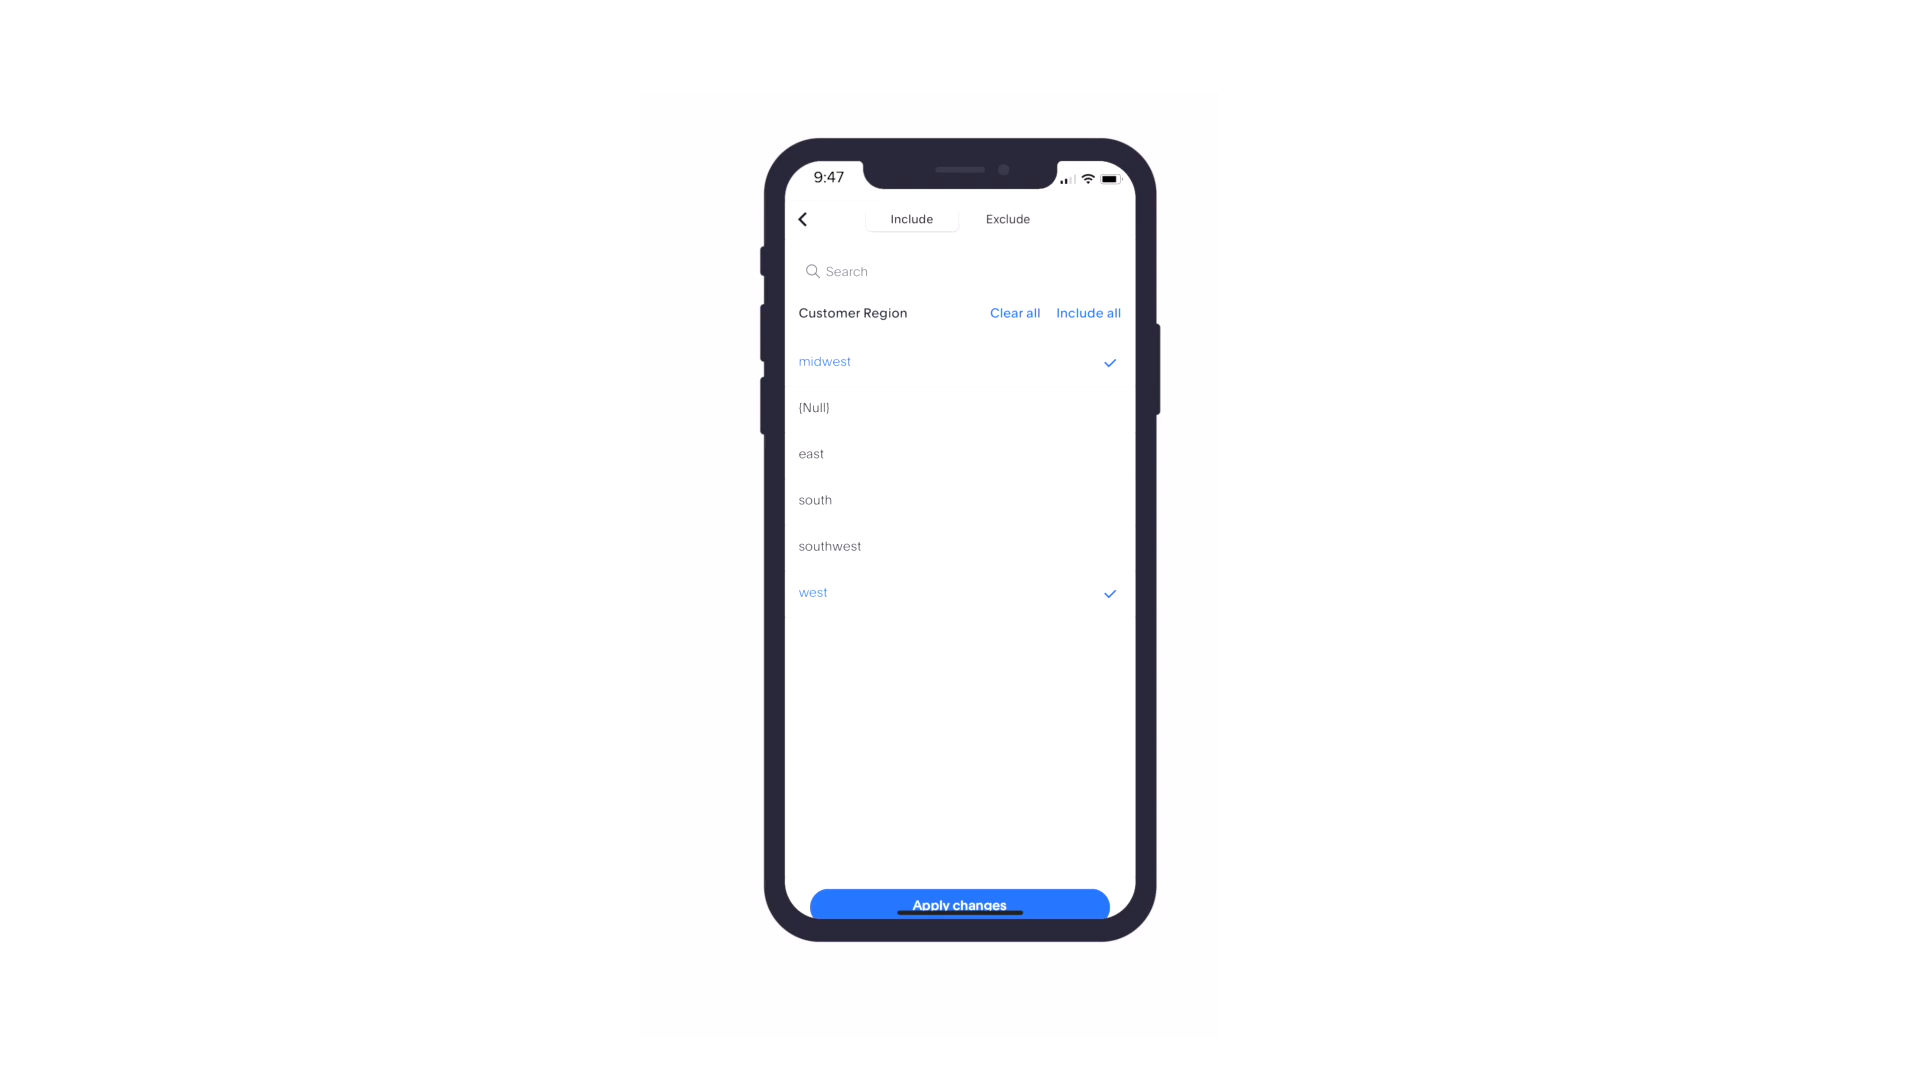 9:47
Include Exclude
Search
Customer Region Clear all Include all
midwest
{Null}
east
south
southwest
west
Apply changes